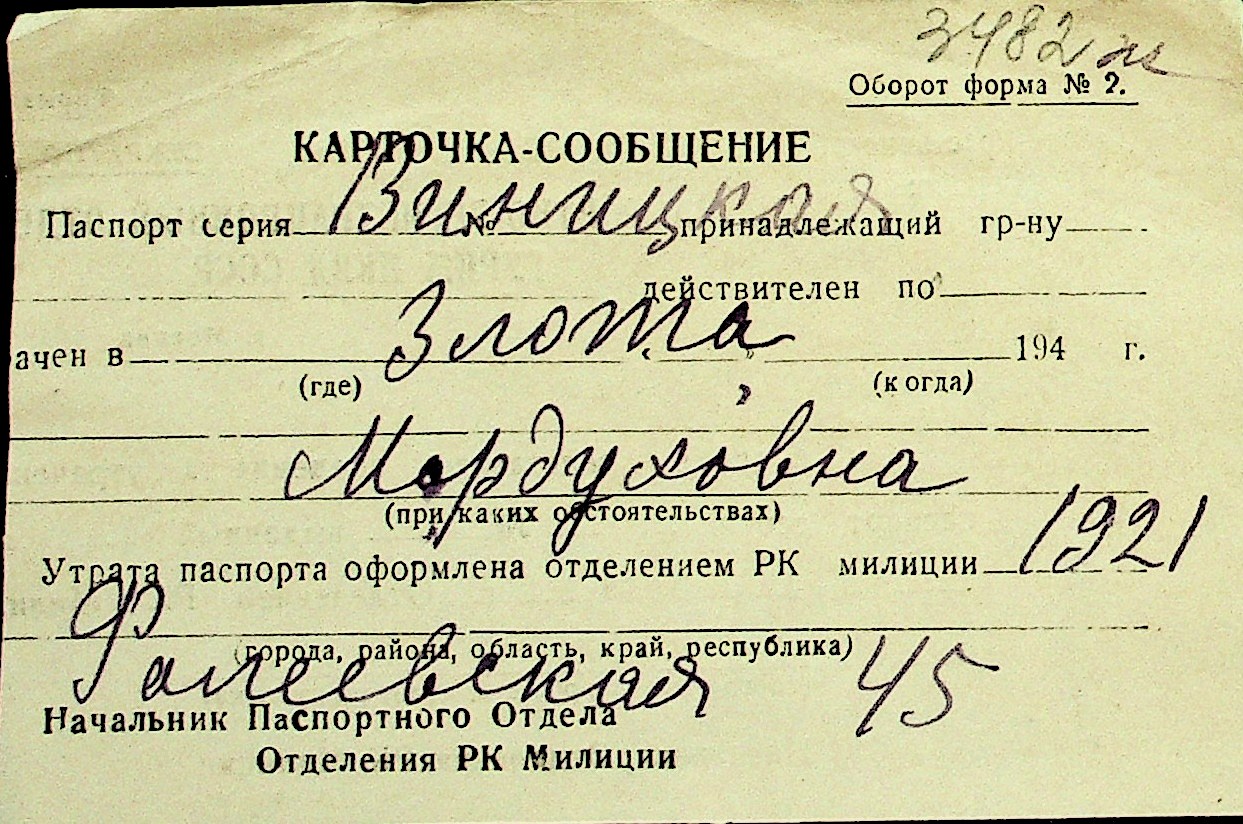 3482 ж
Оборот форма № 2.
КАРТОЧКА-СООБЩЕНИЕ
Виницкая
Паспорт серия № принадлежащий гр-ну
действителен по
Злота
ачен в 194 г.
(где) (когда)
Мордуховна
(при каких обстоятельствах)
Утрата паспорта оформлена отделением РК милиции 1921
(города, района, область, край, республика)
Фалеевская 45
Начальник Паспортного Отдела
Отделения РК Милиции